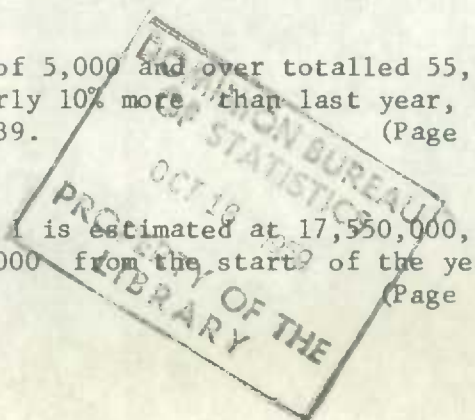 of 5,000 and over totalled 55,
rly 10% more than last year,
39. (Page
DOMINION BUREAU
OF STATISTICS
OCT 16 1959
PROPERTY OF THE
LIBRARY
1 is estimated at 17,550,000,
000 from the start of the ye
(Page